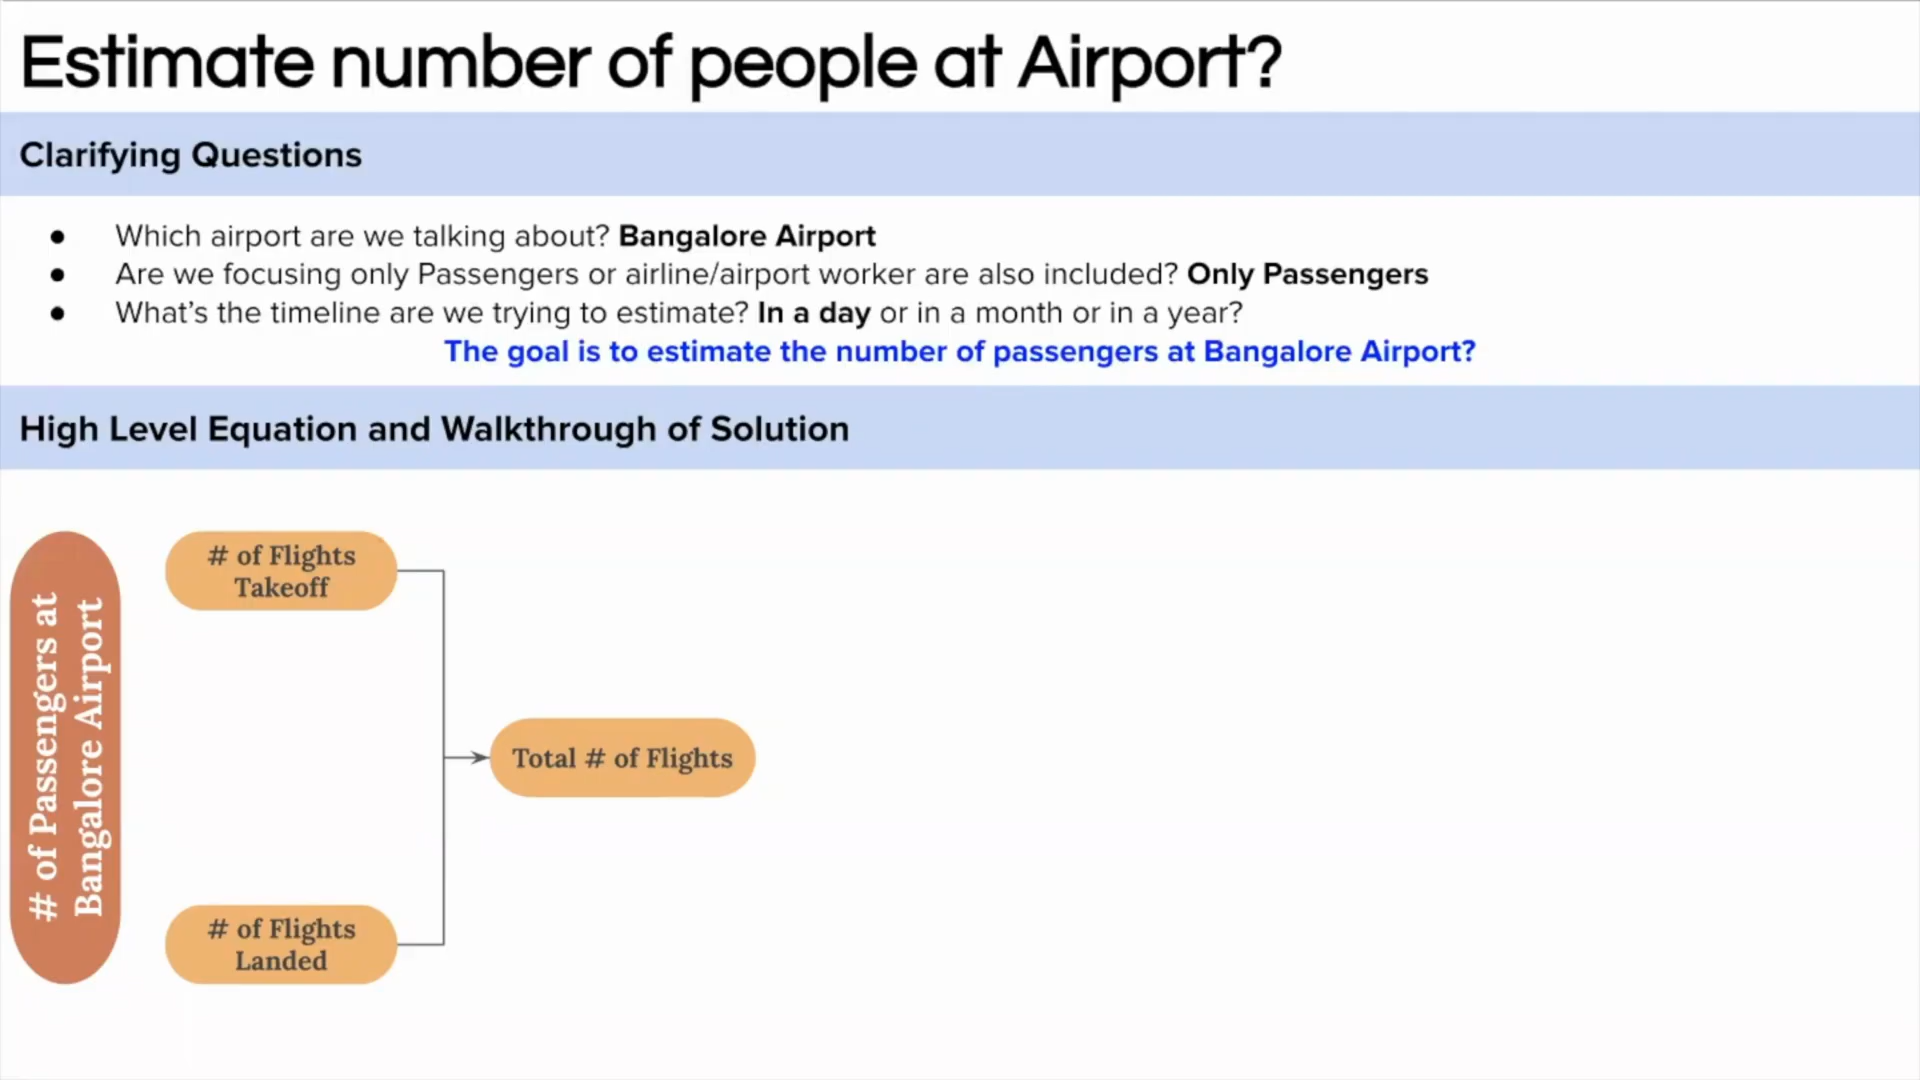 Estimate number of people at Airport?
Clarifying Questions
● Which airport are we talking about? Bangalore Airport
● Are we focusing only Passengers or airline/airport worker are also included? Only Passengers
● What's the timeline are we trying to estimate? In a day or in a month or in a year?
The goal is to estimate the number of passengers at Bangalore Airport?
High Level Equation and Walkthrough of Solution
# of Passengers at
Bangalore Airport
# of Flights
Takeoff
Total # of Flights
# of Flights
Landed